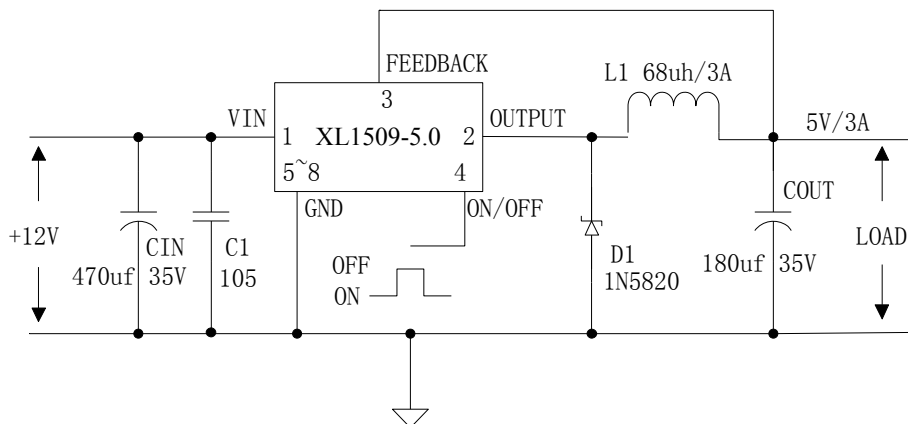 FEEDBACK
L1 68uh/3A
3
VIN
OUTPUT
5V/3A
1
XL1509-5.0
2
5~8
4
GND
ON/OFF
COUT
+12V
CIN
C1
OFF
D1
LOAD
470uf
35V
105
ON
1N5820
180uf
35V